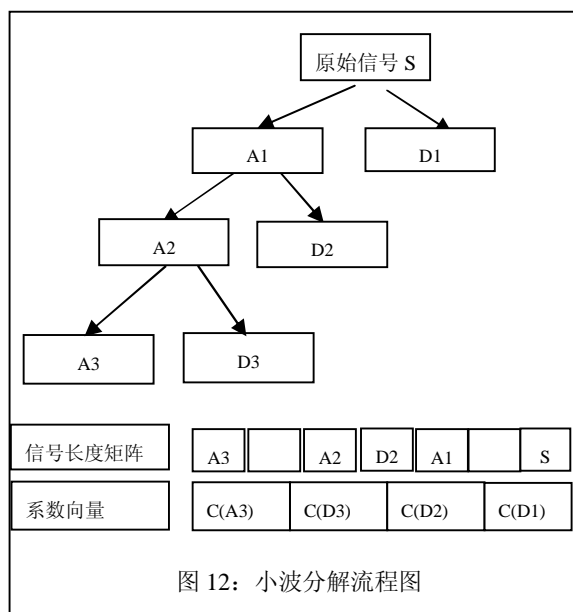 原始信号 S
A1 D1
A2 D2
A3 D3
信号长度矩阵 A3 A2 D2 A1 S
系数向量 C(A3) C(D3) C(D2) C(D1)
图 12：小波分解流程图